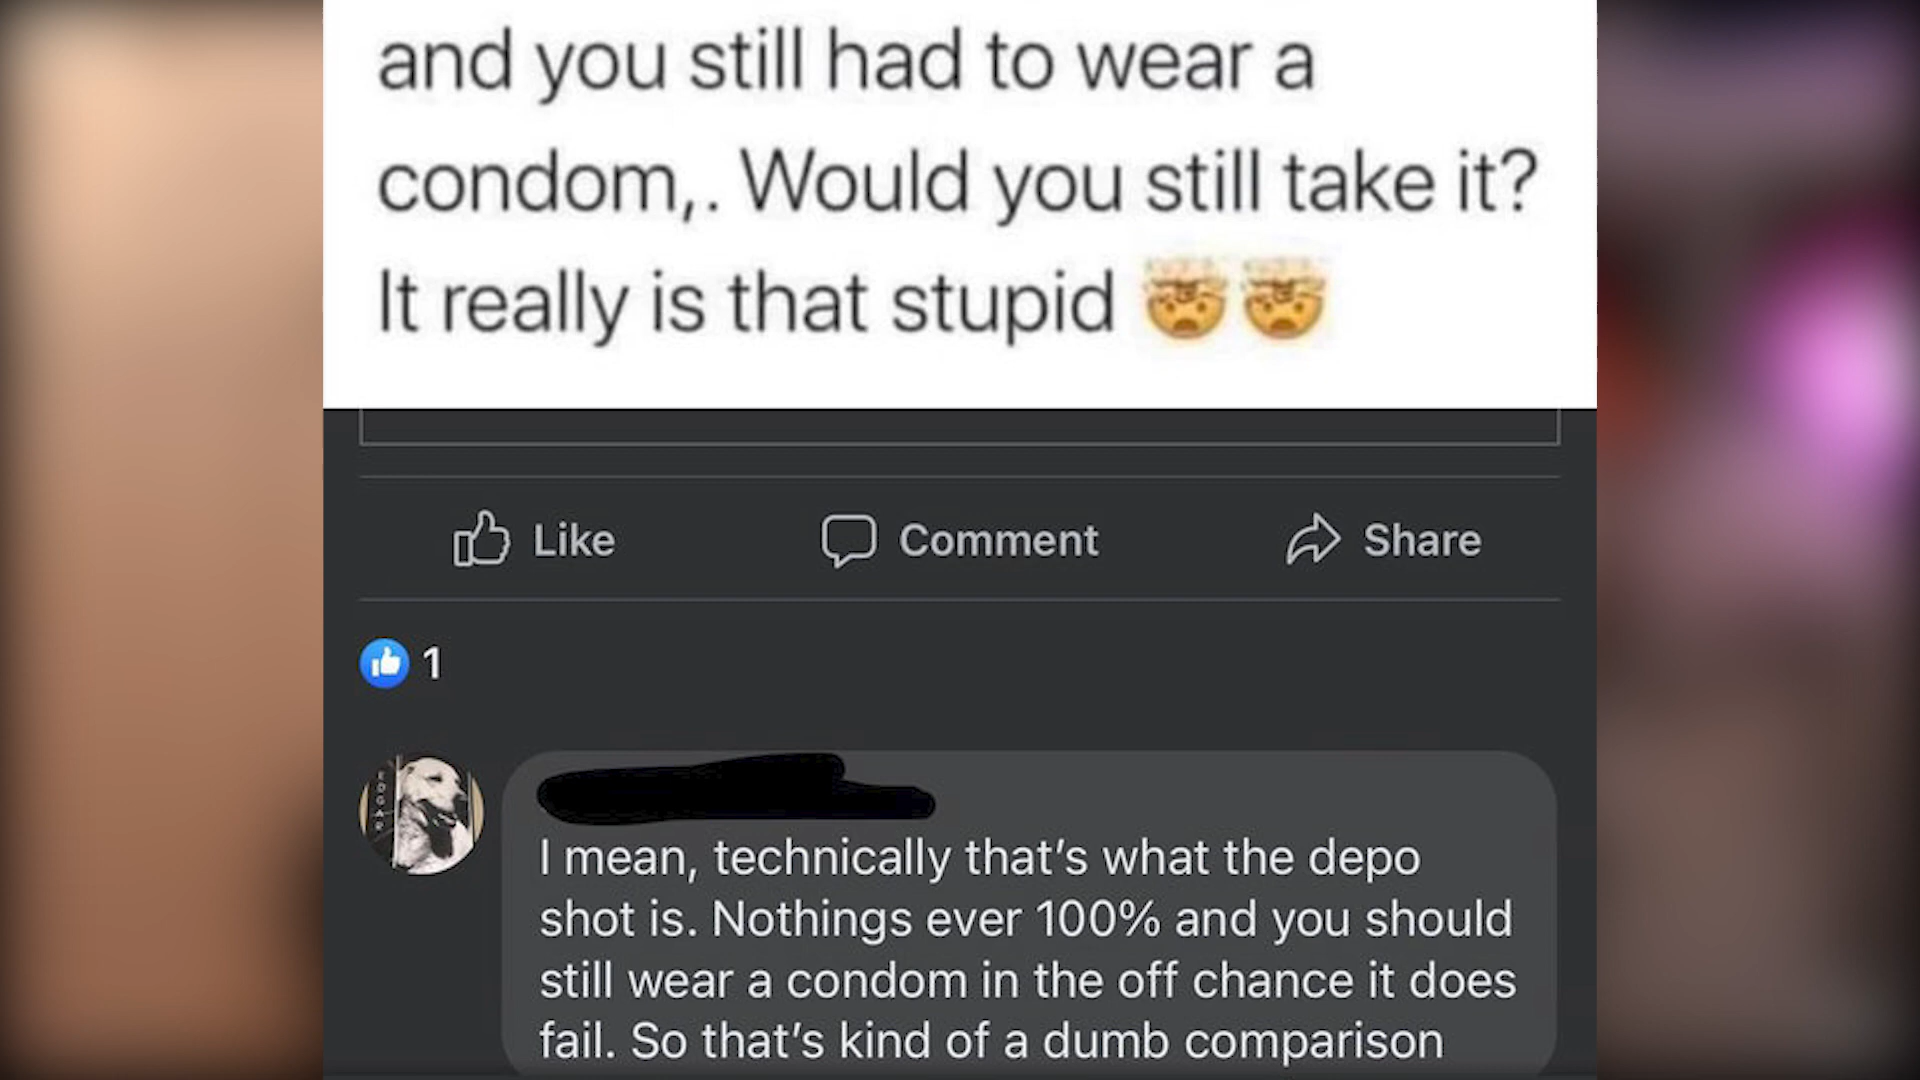 and you still had to wear a
condom,. Would you still take it?
It really is that stupid 🤯🤯
Like
Comment
Share
1
EDGAR
I mean, technically that's what the depo
shot is. Nothings ever 100% and you should
still wear a condom in the off chance it does
fail. So that's kind of a dumb comparison